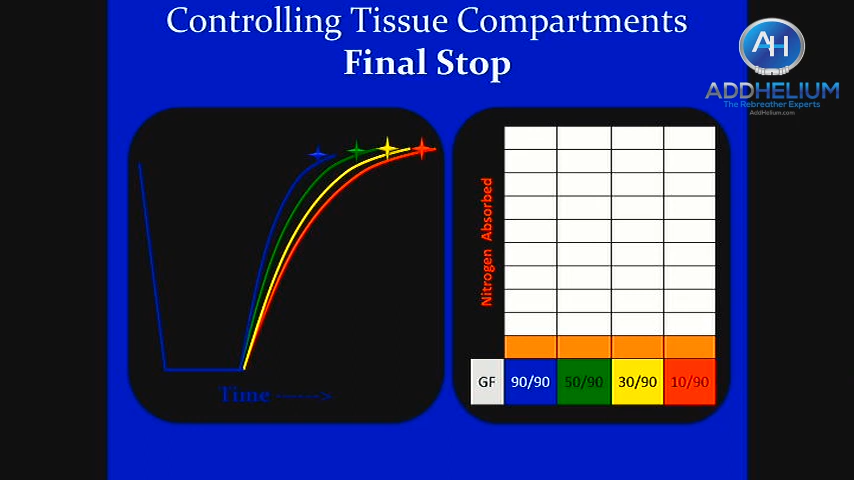 Controlling Tissue Compartments
Final Stop
AH
ADDHELIUM
The Rebreather Experts
AddHelium.com
Nitrogen Absorbed
GF 90/90 50/90 30/90 10/90
Time ------>